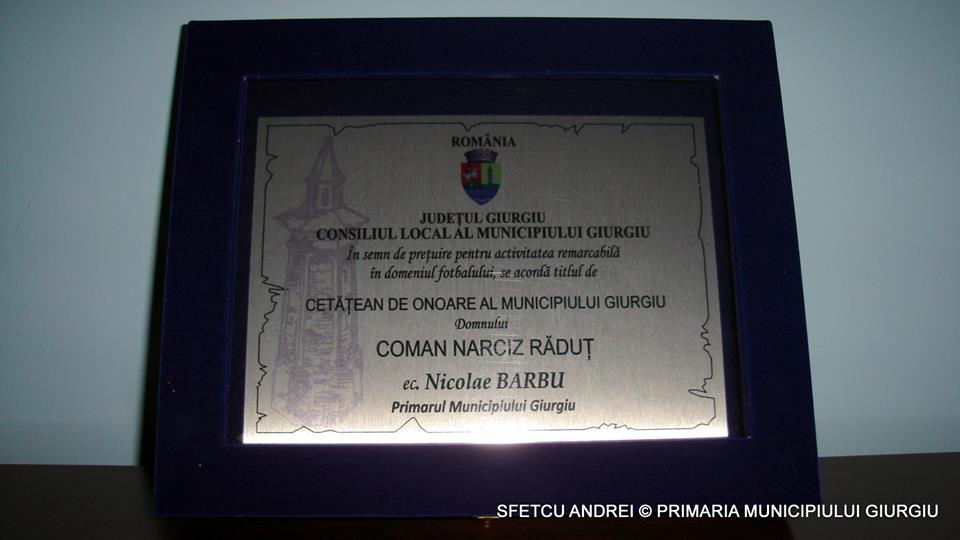 ROMÂNIA
JUDEȚUL GIURGIU
CONSILIUL LOCAL AL MUNICIPIULUI GIURGIU
În semn de prețuire pentru activitatea remarcabilă
în domeniul fotbalului, se acordă titlul de
CETĂȚEAN DE ONOARE AL MUNICIPIULUI GIURGIU
Domnului
COMAN NARCIZ RĂDUȚ
ec. Nicolae BARBU
Primarul Municipiului Giurgiu
SFETCU ANDREI © PRIMARIA MUNICIPIULUI GIURGIU